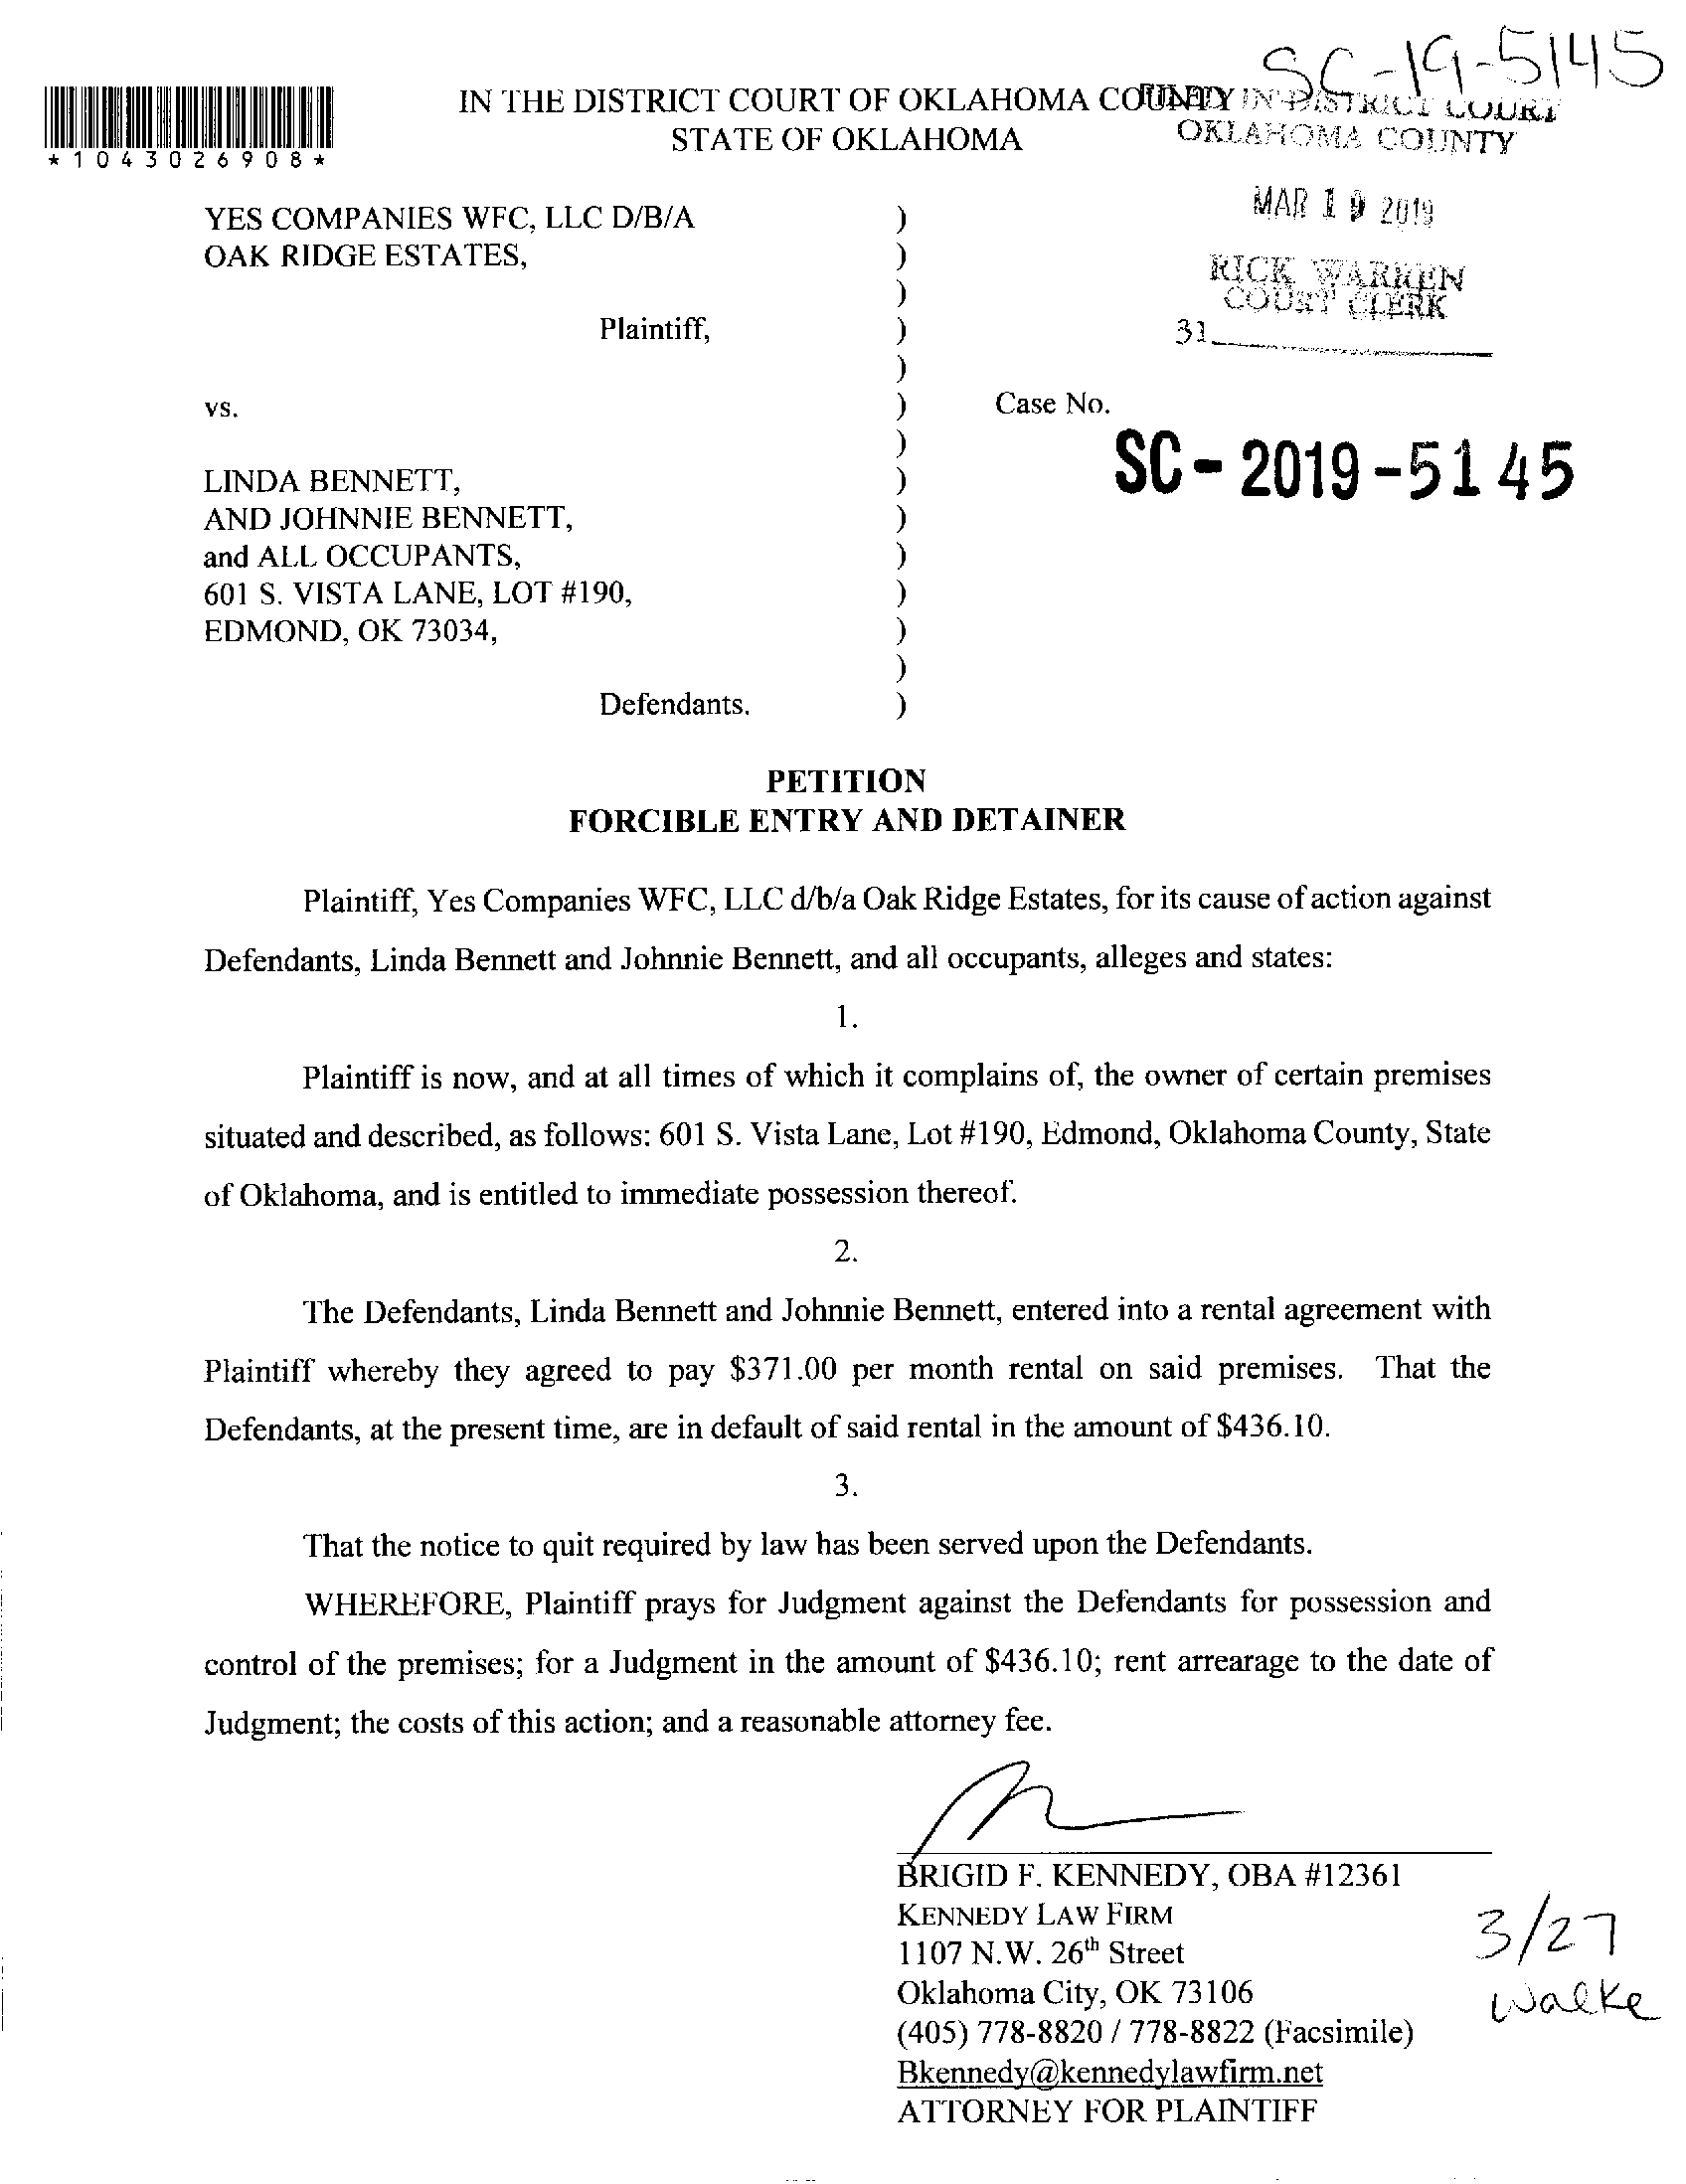 SC-19-5145
IN THE DISTRICT COURT OF OKLAHOMA COUNTY
STATE OF OKLAHOMA
*1043026908*
FILED IN DISTRICT COURT
OKLAHOMA COUNTY
MAR 19 2019
RICK WARREN
COURT CLERK
31
YES COMPANIES WFC, LLC D/B/A )
OAK RIDGE ESTATES, )
)
Plaintiff, )
)
vs. ) Case No.
)
SC-2019-5145
LINDA BENNETT, )
AND JOHNNIE BENNETT, )
and ALL OCCUPANTS, )
601 S. VISTA LANE, LOT #190, )
EDMOND, OK 73034, )
)
Defendants. )
PETITION
FORCIBLE ENTRY AND DETAINER
Plaintiff, Yes Companies WFC, LLC d/b/a Oak Ridge Estates, for its cause of action against
Defendants, Linda Bennett and Johnnie Bennett, and all occupants, alleges and states:
1.
Plaintiff is now, and at all times of which it complains of, the owner of certain premises
situated and described, as follows: 601 S. Vista Lane, Lot #190, Edmond, Oklahoma County, State
of Oklahoma, and is entitled to immediate possession thereof.
2.
The Defendants, Linda Bennett and Johnnie Bennett, entered into a rental agreement with
Plaintiff whereby they agreed to pay $371.00 per month rental on said premises. That the
Defendants, at the present time, are in default of said rental in the amount of $436.10.
3.
That the notice to quit required by law has been served upon the Defendants.
WHEREFORE, Plaintiff prays for Judgment against the Defendants for possession and
control of the premises; for a Judgment in the amount of $436.10; rent arrearage to the date of
Judgment; the costs of this action; and a reasonable attorney fee.
BRIGID F. KENNEDY, OBA #12361
KENNEDY LAW FIRM
1107 N.W. 26th Street
Oklahoma City, OK 73106
(405) 778-8820 / 778-8822 (Facsimile)
Bkennedy@kennedylawfirm.net
ATTORNEY FOR PLAINTIFF
3/27
Walke